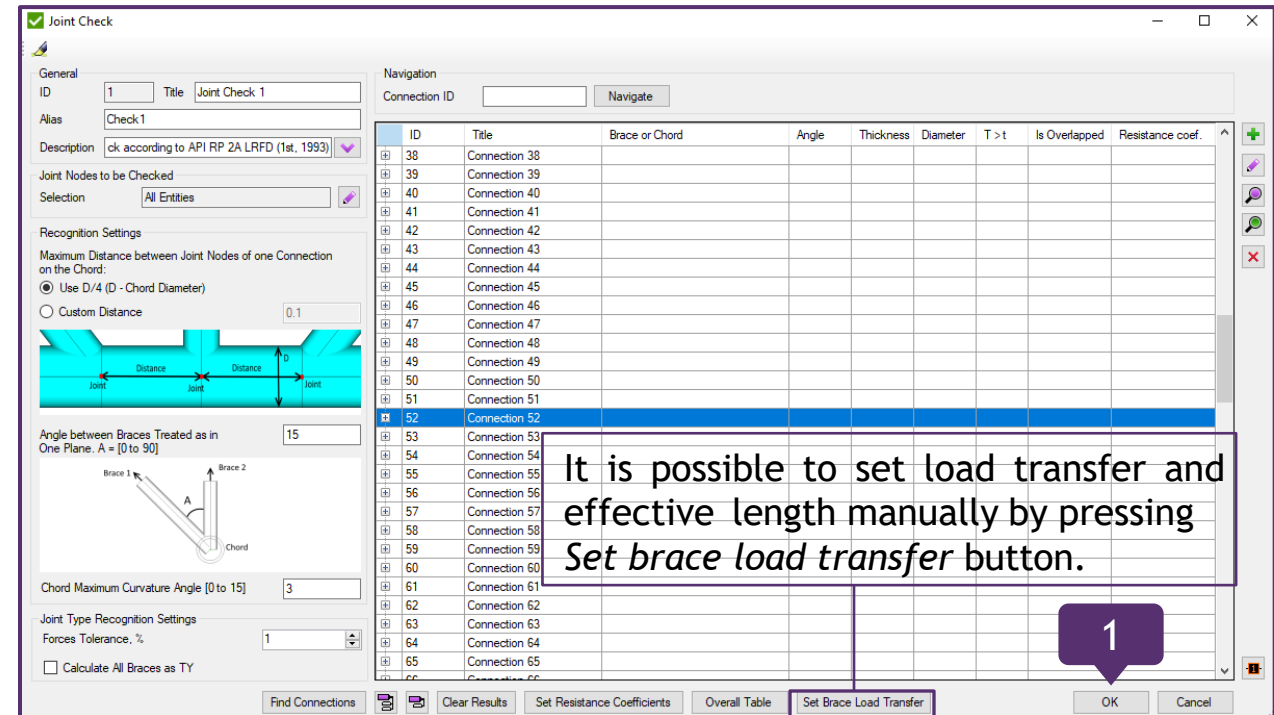 Joint Check
General
ID 1 Title Joint Check 1
Alias Check1
Description ck according to API RP 2A LRFD (1st, 1993)
Joint Nodes to be Checked
Selection All Entities
Recognition Settings
Maximum Distance between Joint Nodes of one Connection
on the Chord:
Use D/4 (D - Chord Diameter)
Custom Distance 0.1
Distance Distance D
Joint Joint Joint
Angle between Braces Treated as in
One Plane. A = [0 to 90] 15
Brace 1 Brace 2
A
Chord
Chord Maximum Curvature Angle [0 to 15] 3
Joint Type Recognition Settings
Forces Tolerance, % 1
Calculate All Braces as TY
Navigation
Connection ID Navigate
ID Title Brace or Chord Angle Thickness Diameter T > t Is Overlapped Resistance coef.
38 Connection 38
39 Connection 39
40 Connection 40
41 Connection 41
42 Connection 42
43 Connection 43
44 Connection 44
45 Connection 45
46 Connection 46
47 Connection 47
48 Connection 48
49 Connection 49
50 Connection 50
51 Connection 51
52 Connection 52
53 Connection 53
54 Connection 54
55 Connection 55
56 Connection 56
57 Connection 57
58 Connection 58
59 Connection 59
60 Connection 60
61 Connection 61
62 Connection 62
63 Connection 63
64 Connection 64
65 Connection 65
It is possible to set load transfer and
effective length manually by pressing
Set brace load transfer button.
1
Find Connections Clear Results Set Resistance Coefficients Overall Table Set Brace Load Transfer OK Cancel